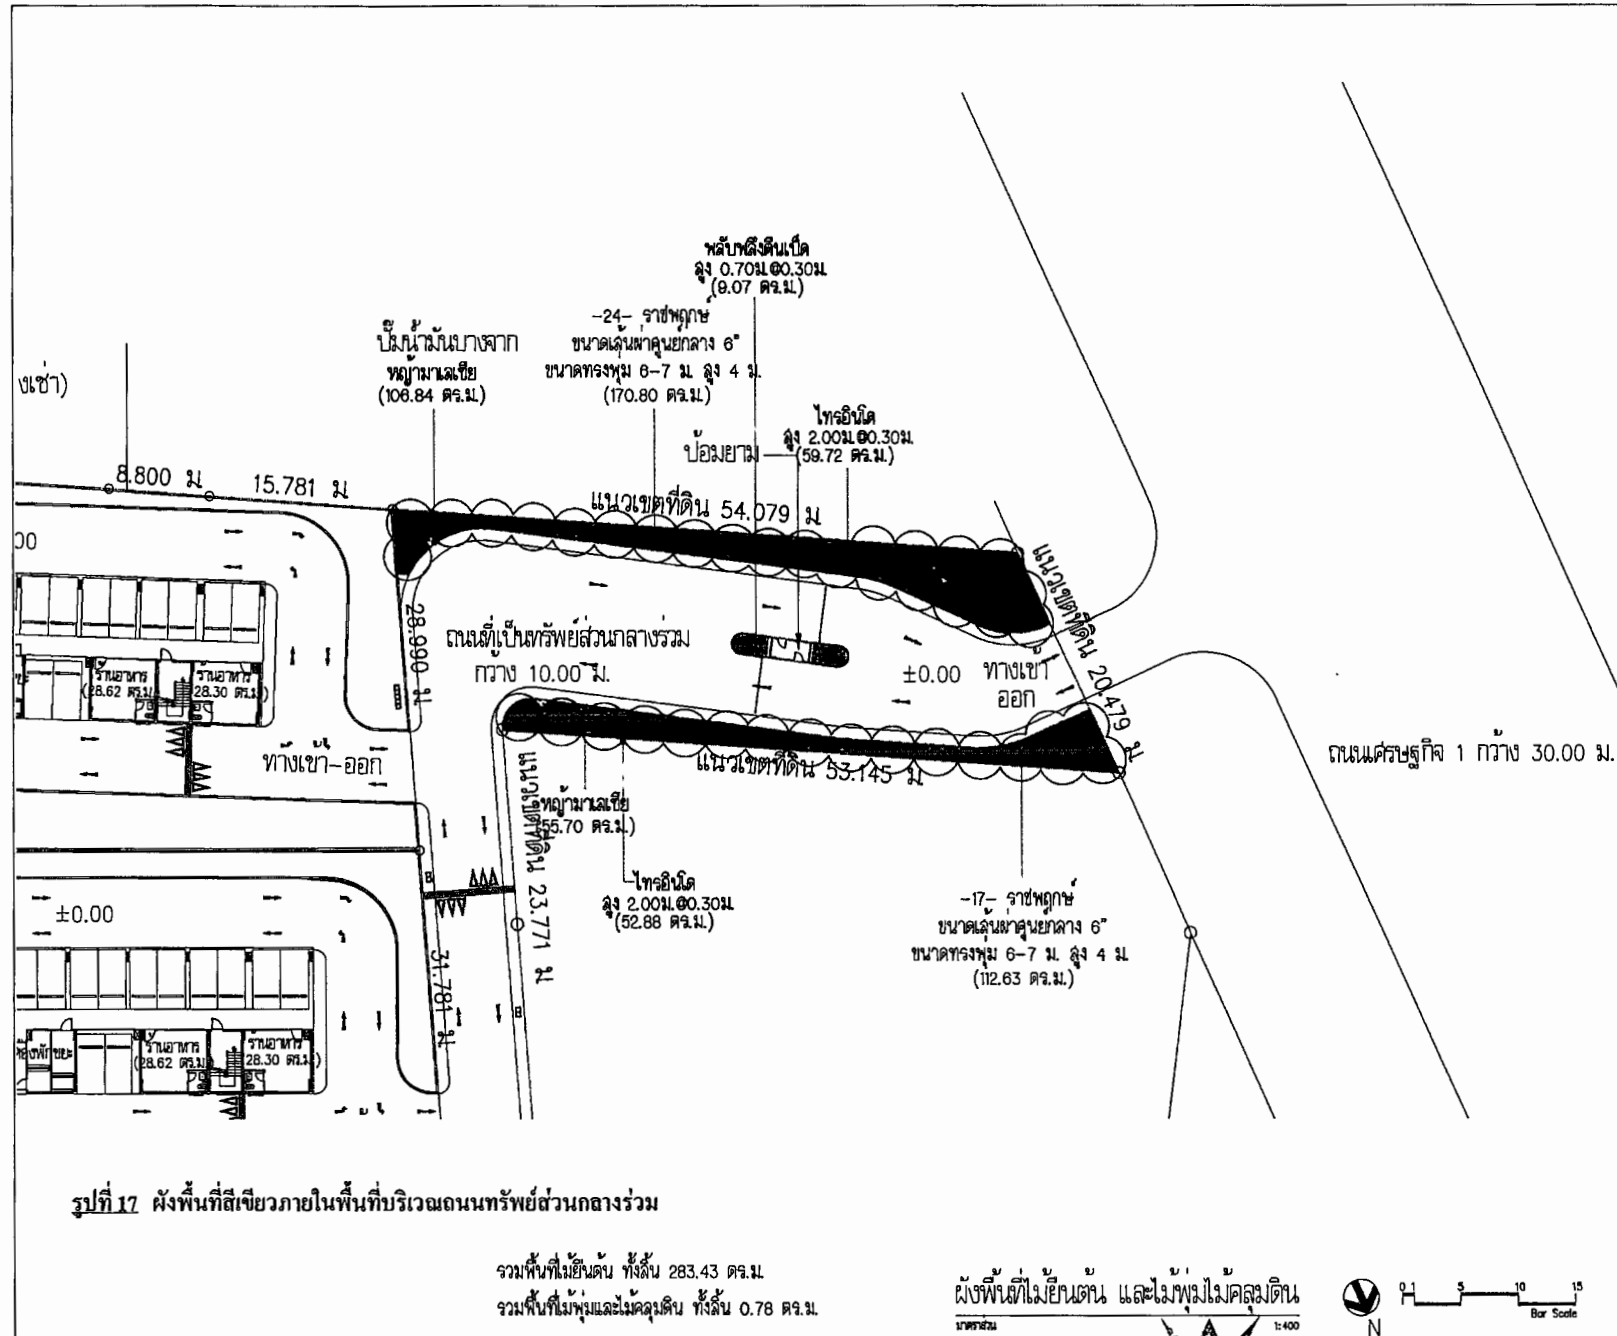 พลับพลึงตีนเป็ด
สูง 0.70ม.@0.30ม.
(9.07 ตร.ม.)
-24- ราชพฤกษ์
ขนาดเส้นผ่าศูนย์กลาง 6"
ขนาดทรงพุ่ม 6-7 ม. สูง 4 ม.
(170.80 ตร.ม.)
ปั๊มน้ำมันบางจาก
หญ้ามาเลเซีย
(106.84 ตร.ม.)
งเช่า)
ไทรอินโด
สูง 2.00ม.@0.30ม.
(59.72 ตร.ม.)
ป้อมยาม
8.800 ม
15.781 ม
แนวเขตที่ดิน 54.079 ม
แนวเขตที่ดิน 20.479 ม
28.990 ม
ถนนที่เป็นทรัพย์ส่วนกลางร่วม
กว้าง 10.00 ม.
±0.00
ทางเข้า
ออก
ร้านอาหาร
(28.62 ตร.ม.)
ร้านอาหาร
28.30 ตร.ม.)
ทางเข้า-ออก
แนวเขตที่ดิน 53.145 ม
ถนนเศรษฐกิจ 1 กว้าง 30.00 ม.
หญ้ามาเลเซีย
(55.70 ตร.ม.)
แนวเขตที่ดิน 23.771 ม
ไทรอินโด
สูง 2.00ม.@0.30ม.
(52.88 ตร.ม.)
-17- ราชพฤกษ์
ขนาดเส้นผ่าศูนย์กลาง 6"
ขนาดทรงพุ่ม 6-7 ม. สูง 4 ม.
(112.63 ตร.ม.)
±0.00
31.781 ม
ร้านอาหาร
(28.62 ตร.ม.)
ร้านอาหาร
28.30 ตร.ม.)
รูปที่ 17 ผังพื้นที่สีเขียวภายในพื้นที่บริเวณถนนทรัพย์ส่วนกลางร่วม
รวมพื้นที่ไม้ยืนต้น ทั้งสิ้น 283.43 ตร.ม.
รวมพื้นที่ไม้พุ่มและไม้คลุมดิน ทั้งสิ้น 0.78 ตร.ม.
ผังพื้นที่ไม้ยืนต้น และไม้พุ่มไม้คลุมดิน
มาตราส่วน 1:400
N
0 1 5 10 15
Bar Scale